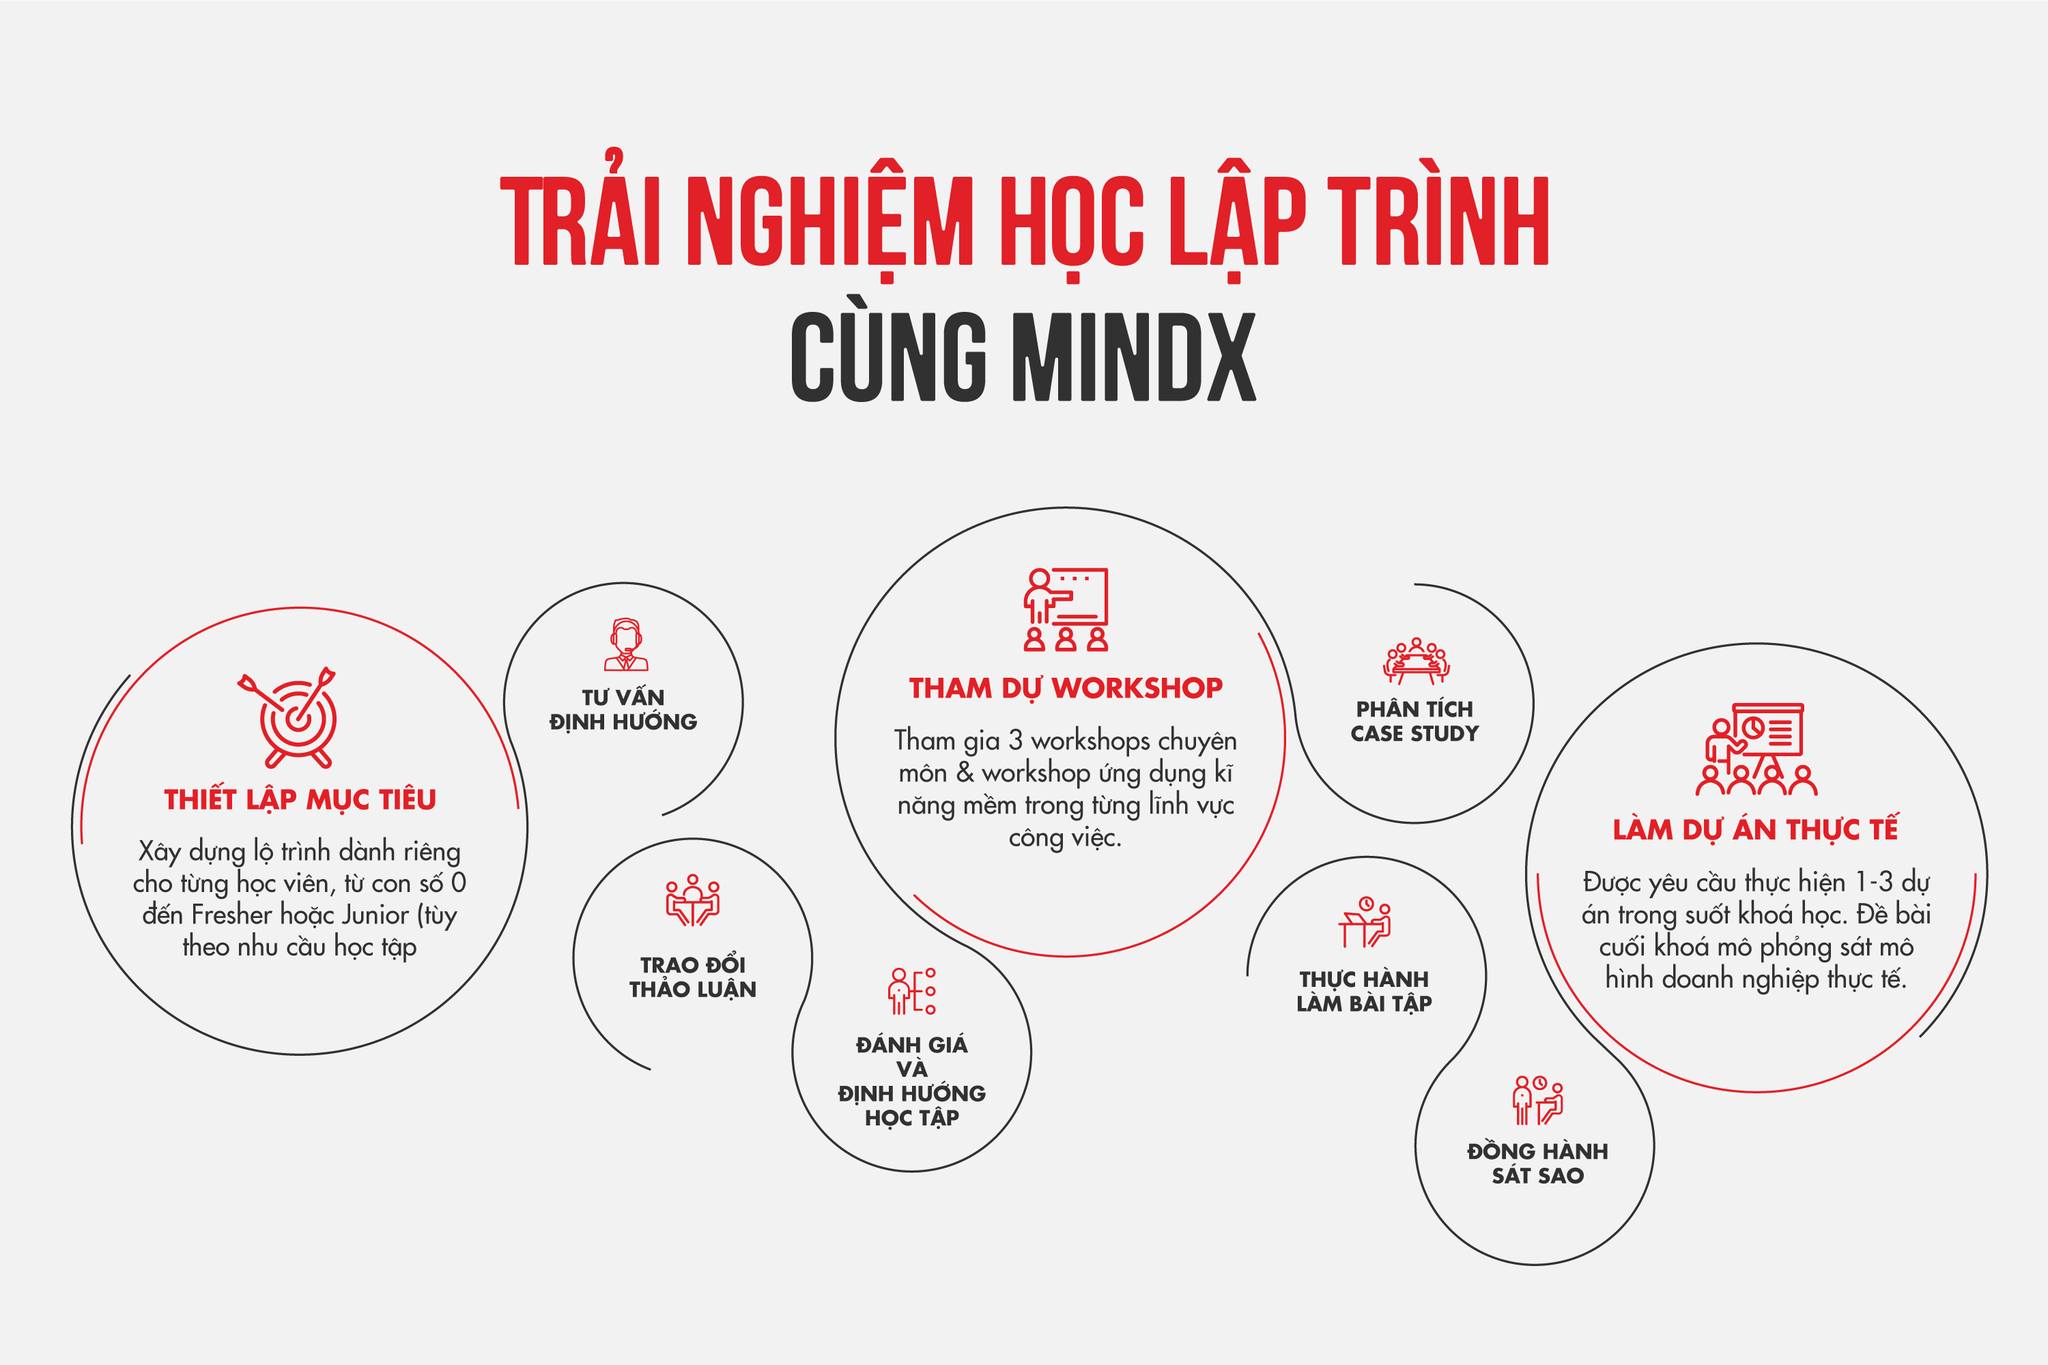 TRẢI NGHIỆM HỌC LẬP TRÌNH
CÙNG MINDX
THIẾT LẬP MỤC TIÊU
Xây dựng lộ trình dành riêng
cho từng học viên, từ con số 0
đến Fresher hoặc Junior (tùy
theo nhu cầu học tập
TƯ VẤN
ĐỊNH HƯỚNG
TRAO ĐỔI
THẢO LUẬN
ĐÁNH GIÁ
VÀ
ĐỊNH HƯỚNG
HỌC TẬP
THAM DỰ WORKSHOP
Tham gia 3 workshops chuyên
môn & workshop ứng dụng kĩ
năng mềm trong từng lĩnh vực
công việc.
PHÂN TÍCH
CASE STUDY
THỰC HÀNH
LÀM BÀI TẬP
ĐỒNG HÀNH
SÁT SAO
LÀM DỰ ÁN THỰC TẾ
Được yêu cầu thực hiện 1-3 dự
án trong suốt khoá học. Đề bài
cuối khoá mô phỏng sát mô
hình doanh nghiệp thực tế.